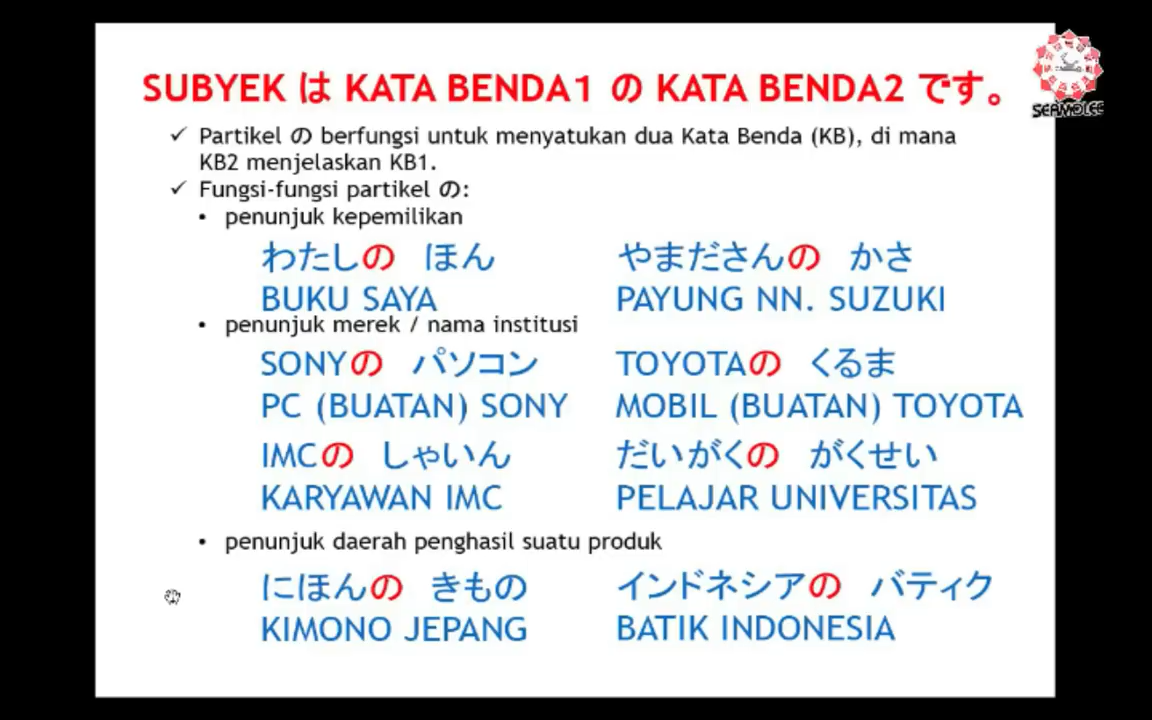 SUBYEK は KATA BENDA1 の KATA BENDA2 です。
SEAMOLEC
✓ Partikel の berfungsi untuk menyatukan dua Kata Benda (KB), di mana
KB2 menjelaskan KB1.
✓ Fungsi-fungsi partikel の:
• penunjuk kepemilikan
わたしの ほん やまださんの かさ
BUKU SAYA PAYUNG NN. SUZUKI
• penunjuk merek / nama institusi
SONYの パソコン TOYOTAの くるま
PC (BUATAN) SONY MOBIL (BUATAN) TOYOTA
IMCの しゃいん だいがくの がくせい
KARYAWAN IMC PELAJAR UNIVERSITAS
• penunjuk daerah penghasil suatu produk
にほんの きもの インドネシアの バティク
KIMONO JEPANG BATIK INDONESIA